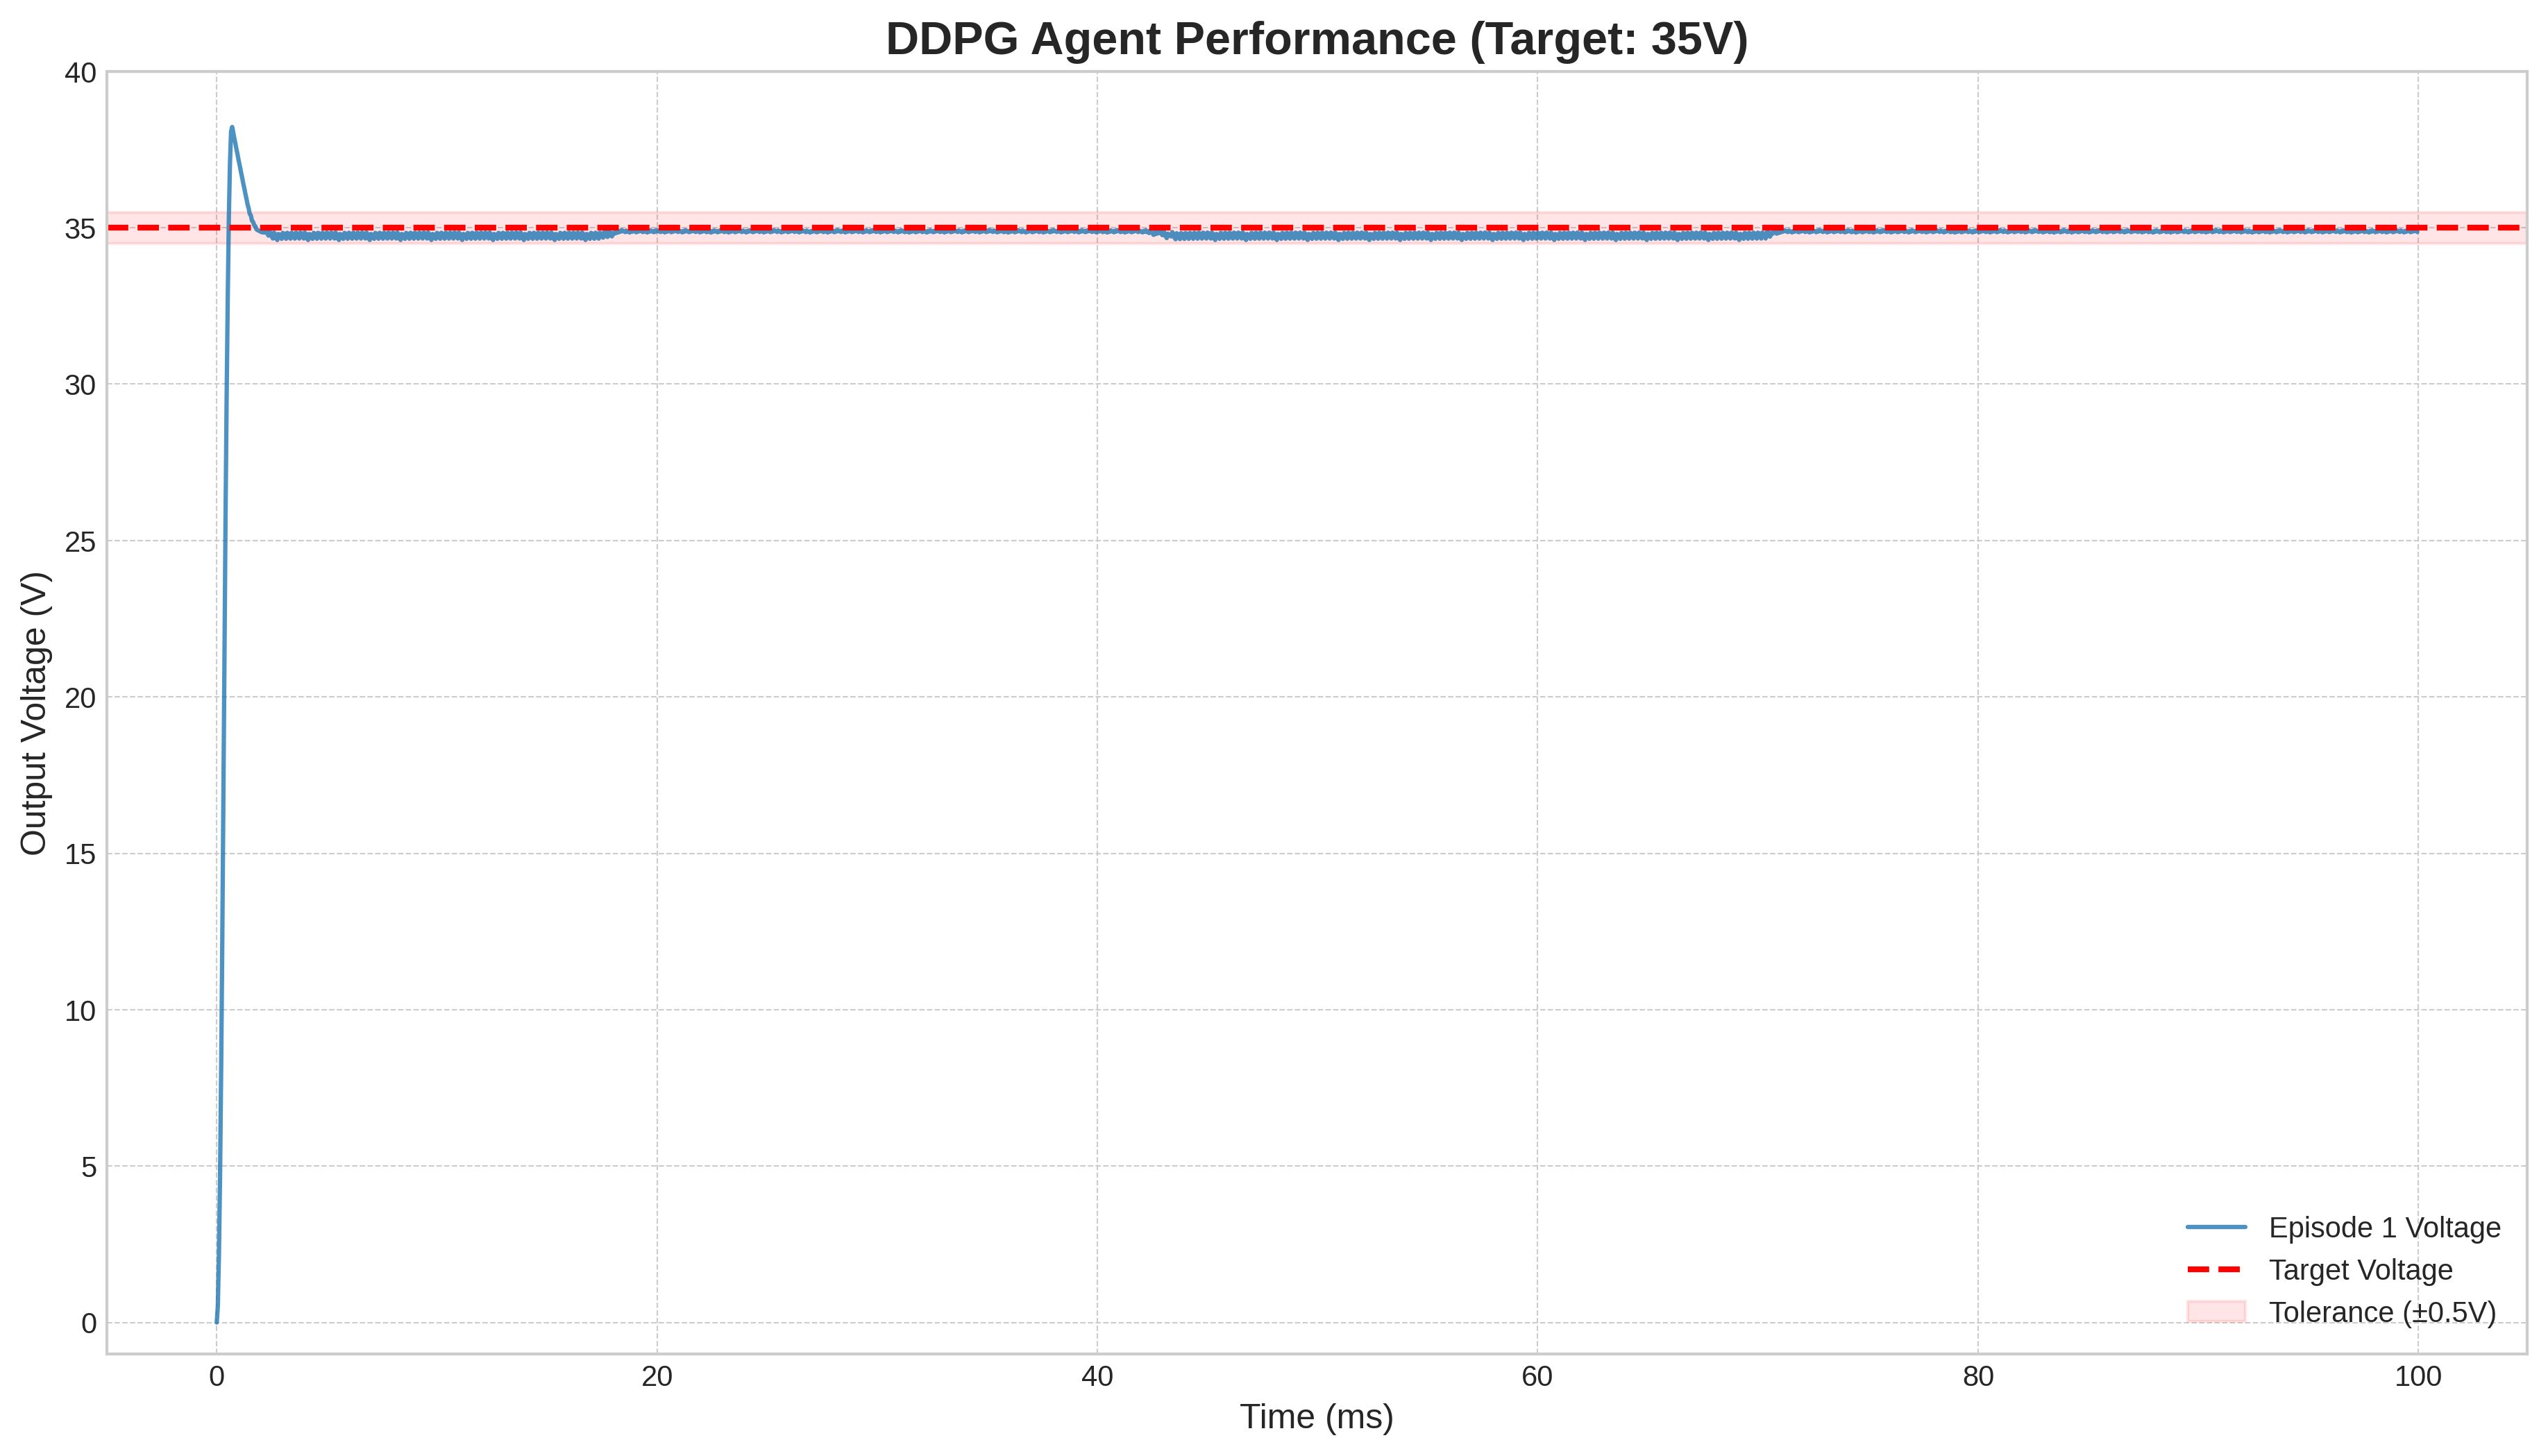 DDPG Agent Performance (Target: 35V)
40
35
30
25
20
15
10
5
0
Output Voltage (V)
Episode 1 Voltage
Target Voltage
Tolerance (±0.5V)
0
20
40
60
80
100
Time (ms)